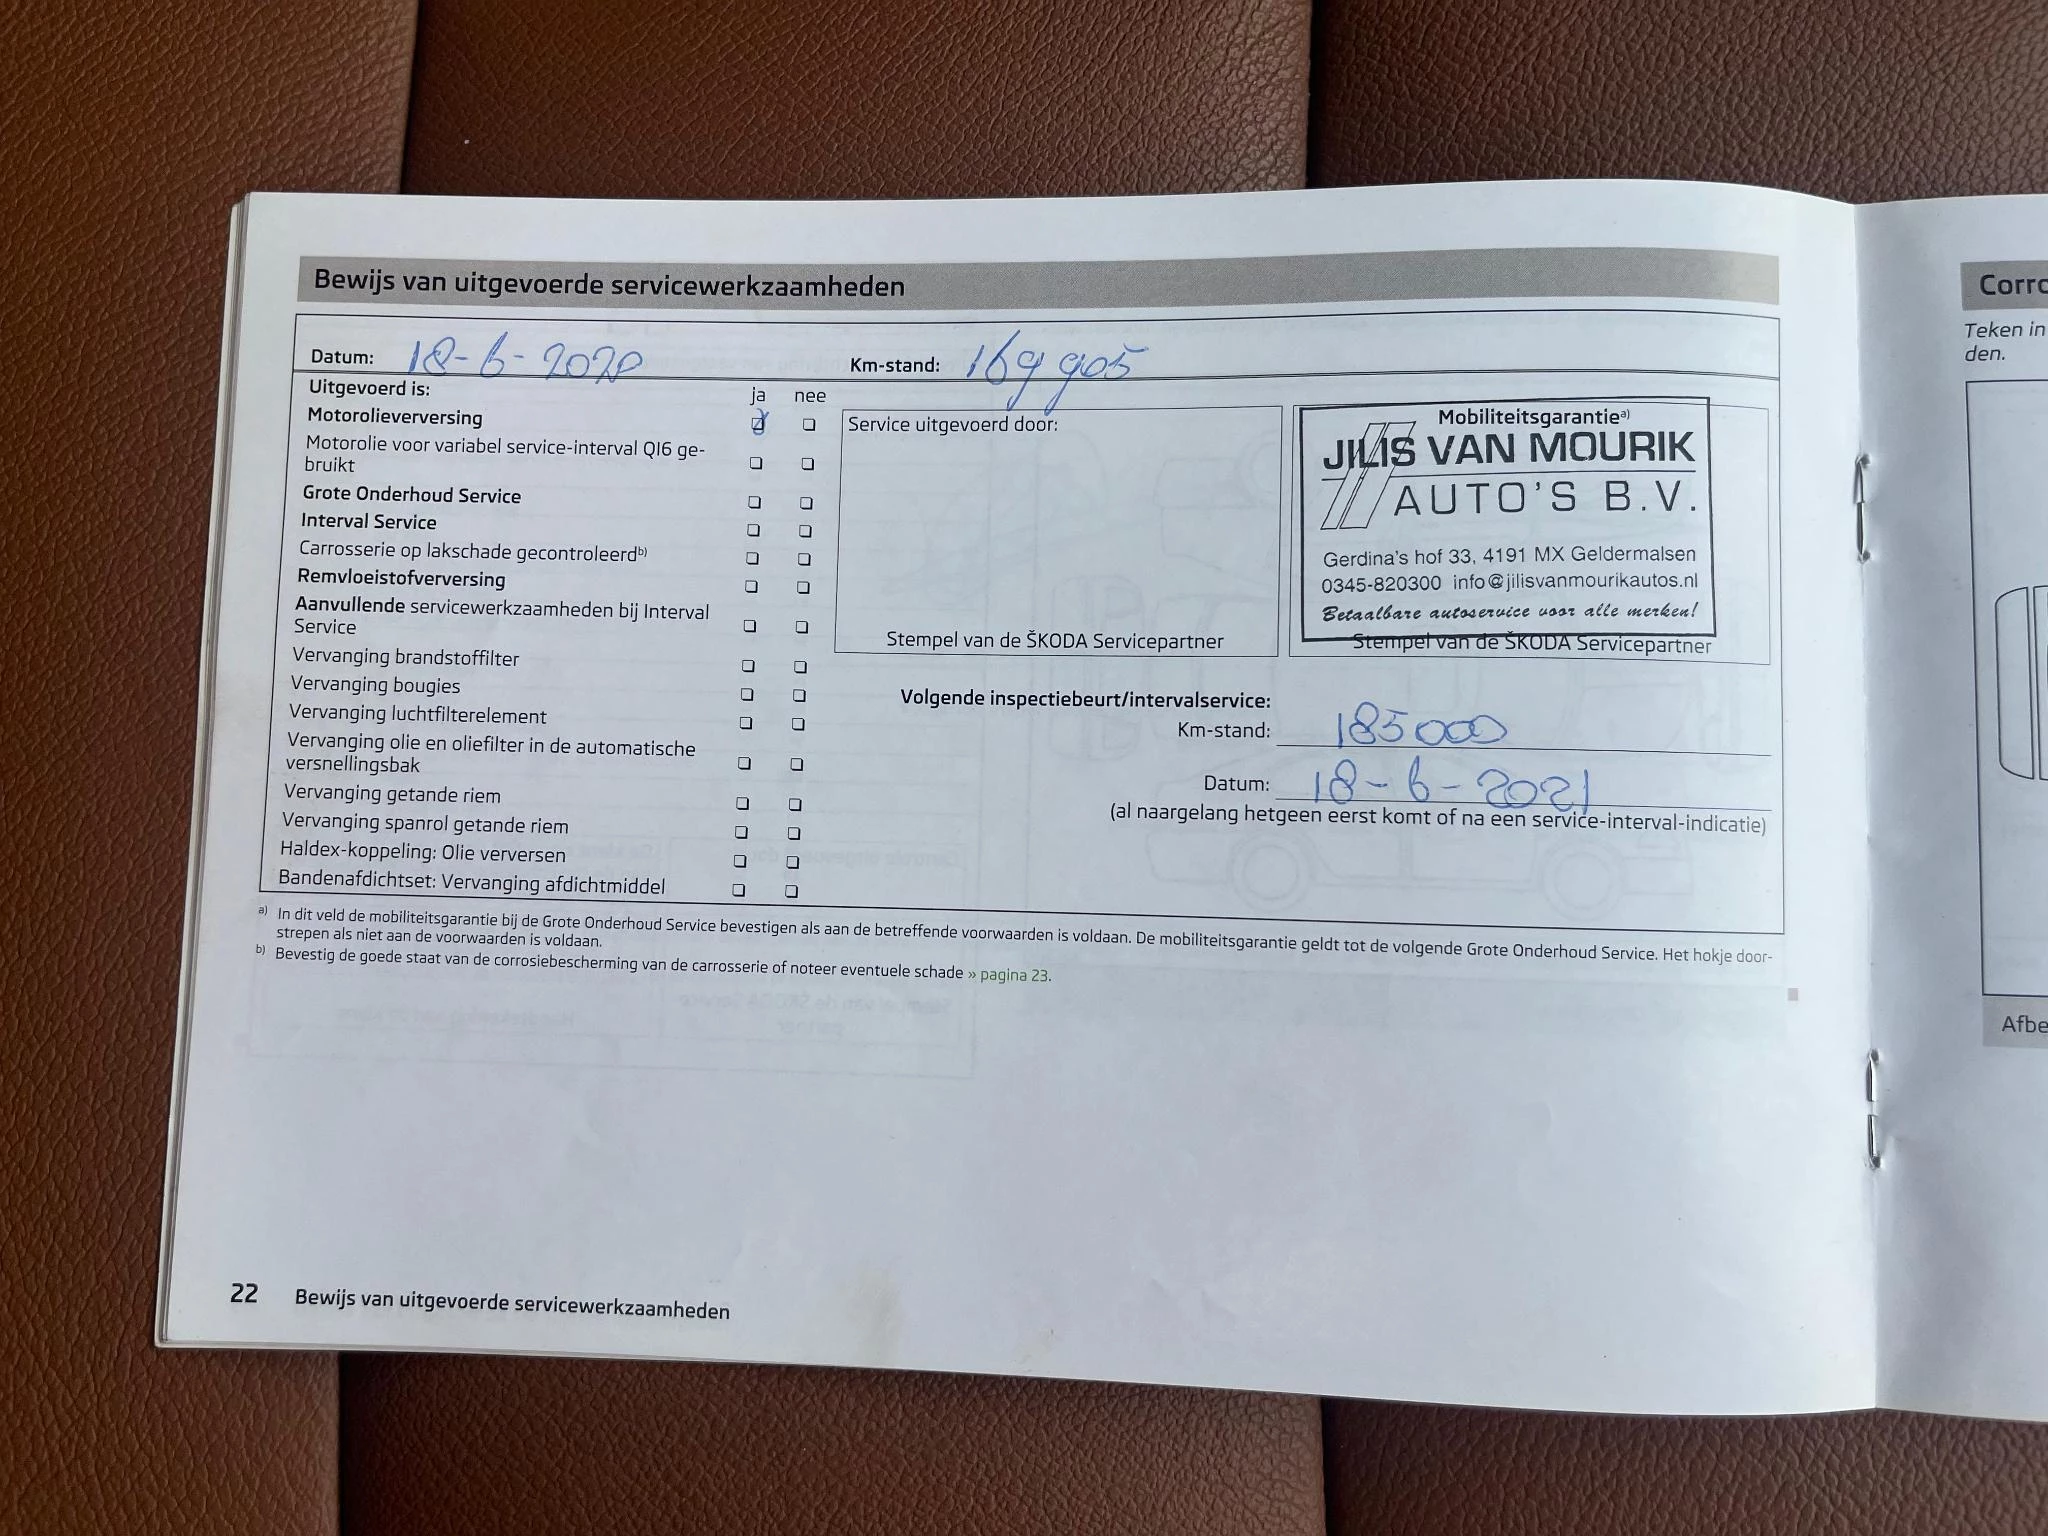 Bewijs van uitgevoerde servicewerkzaamheden
Datum: 18-6-2020 Km-stand: 169905
Uitgevoerd is: ja nee
Motorolieverversing
Motorolie voor variabel service-interval QI6 ge-
bruikt
Grote Onderhoud Service
Interval Service
Carrosserie op lakschade gecontroleerd b)
Remvloeistofverversing
Aanvullende servicewerkzaamheden bij Interval
Service
Vervanging brandstoffilter
Vervanging bougies
Vervanging luchtfilterelement
Vervanging olie en oliefilter in de automatische
versnellingsbak
Vervanging getande riem
Vervanging spanrol getande riem
Haldex-koppeling: Olie verversen
Bandenafdichtset: Vervanging afdichtmiddel
Service uitgevoerd door:
Stempel van de ŠKODA Servicepartner
Mobiliteitsgarantie a)
JILIS VAN MOURIK
AUTO'S B.V.
Gerdina's hof 33, 4191 MX Geldermalsen
0345-820300 info@jilisvanmourikautos.nl
Betaalbare autoservice voor alle merken!
Stempel van de ŠKODA Servicepartner
Volgende inspectiebeurt/intervalservice:
Km-stand: 185000
Datum: 18-6-2021
(al naargelang hetgeen eerst komt of na een service-interval-indicatie)
a) In dit veld de mobiliteitsgarantie bij de Grote Onderhoud Service bevestigen als aan de betreffende voorwaarden is voldaan. De mobiliteitsgarantie geldt tot de volgende Grote Onderhoud Service. Het hokje door-
strepen als niet aan de voorwaarden is voldaan.
b) Bevestig de goede staat van de corrosiebescherming van de carrosserie of noteer eventuele schade » pagina 23.
22 Bewijs van uitgevoerde servicewerkzaamheden
Corro
Teken in
den.
Afbe